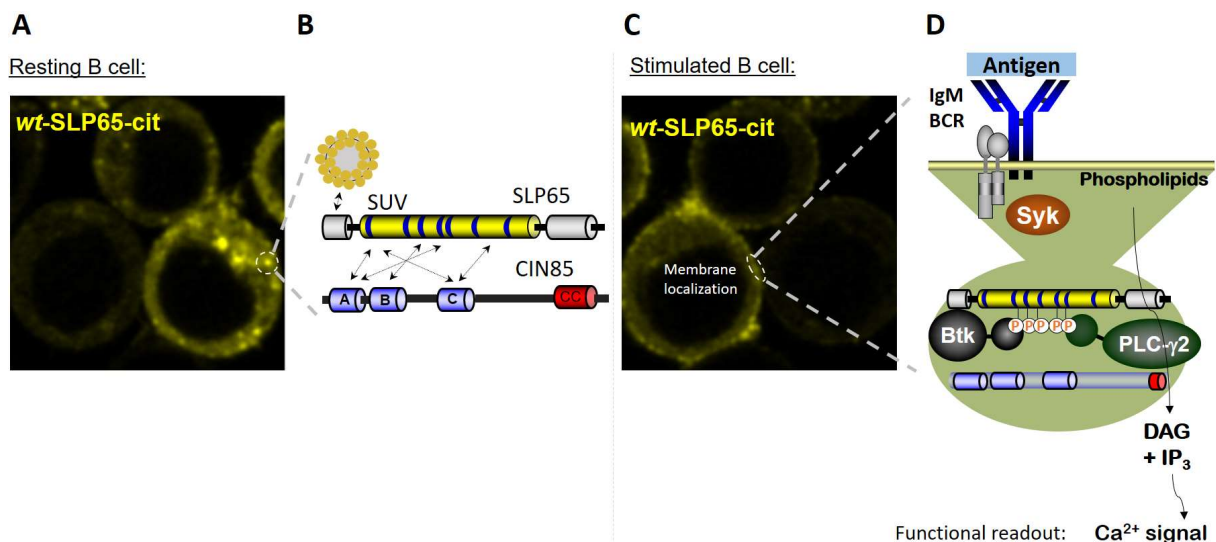 A
Resting B cell:
wt-SLP65-cit
B
SUV
SLP65
CIN85
A
B
C
CC
C
Stimulated B cell:
wt-SLP65-cit
Membrane
localization
D
Antigen
IgM
BCR
Phospholipids
Syk
P P P P P
Btk
PLC-γ2
DAG
+ IP₃
Functional readout: Ca²⁺ signal